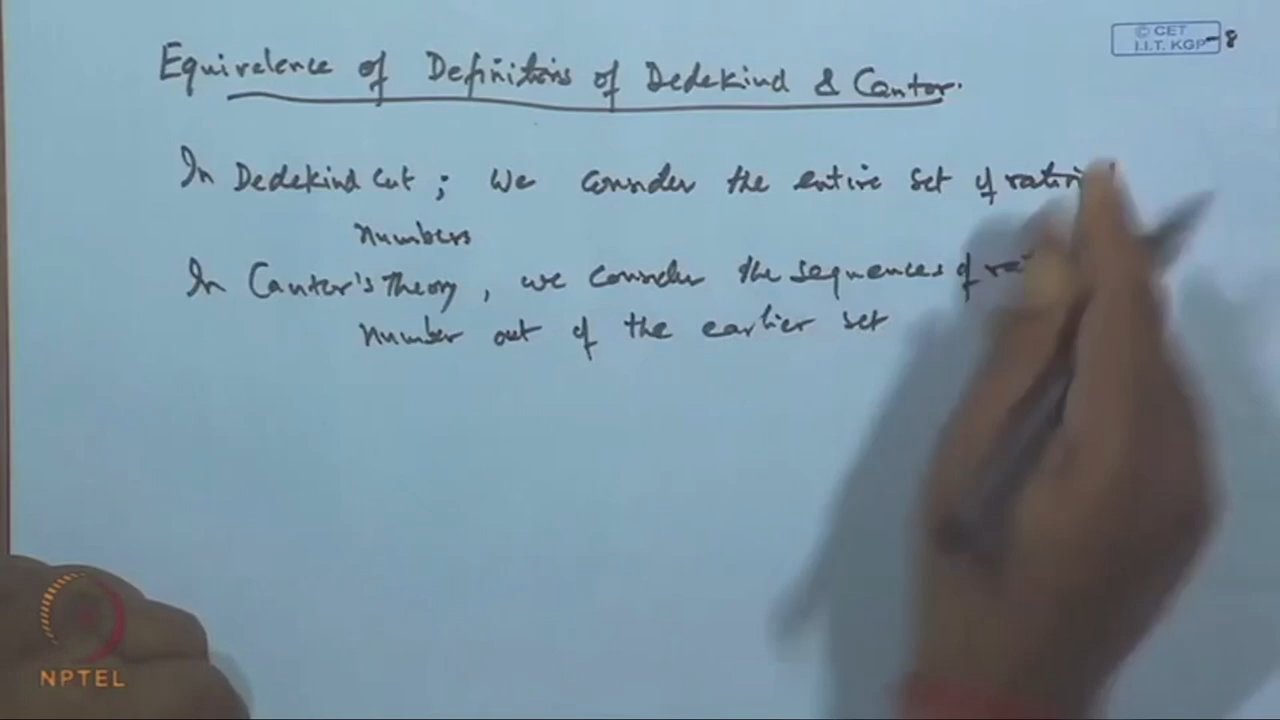 © CET
I.I.T. KGP -8
Equivalence of Definitions of Dedekind & Cantor.
In Dedekind Cut ; We Consider the entire set of
numbers
In Cantor's Theory , we consider the sequences of
number out of the earlier set
NPTEL